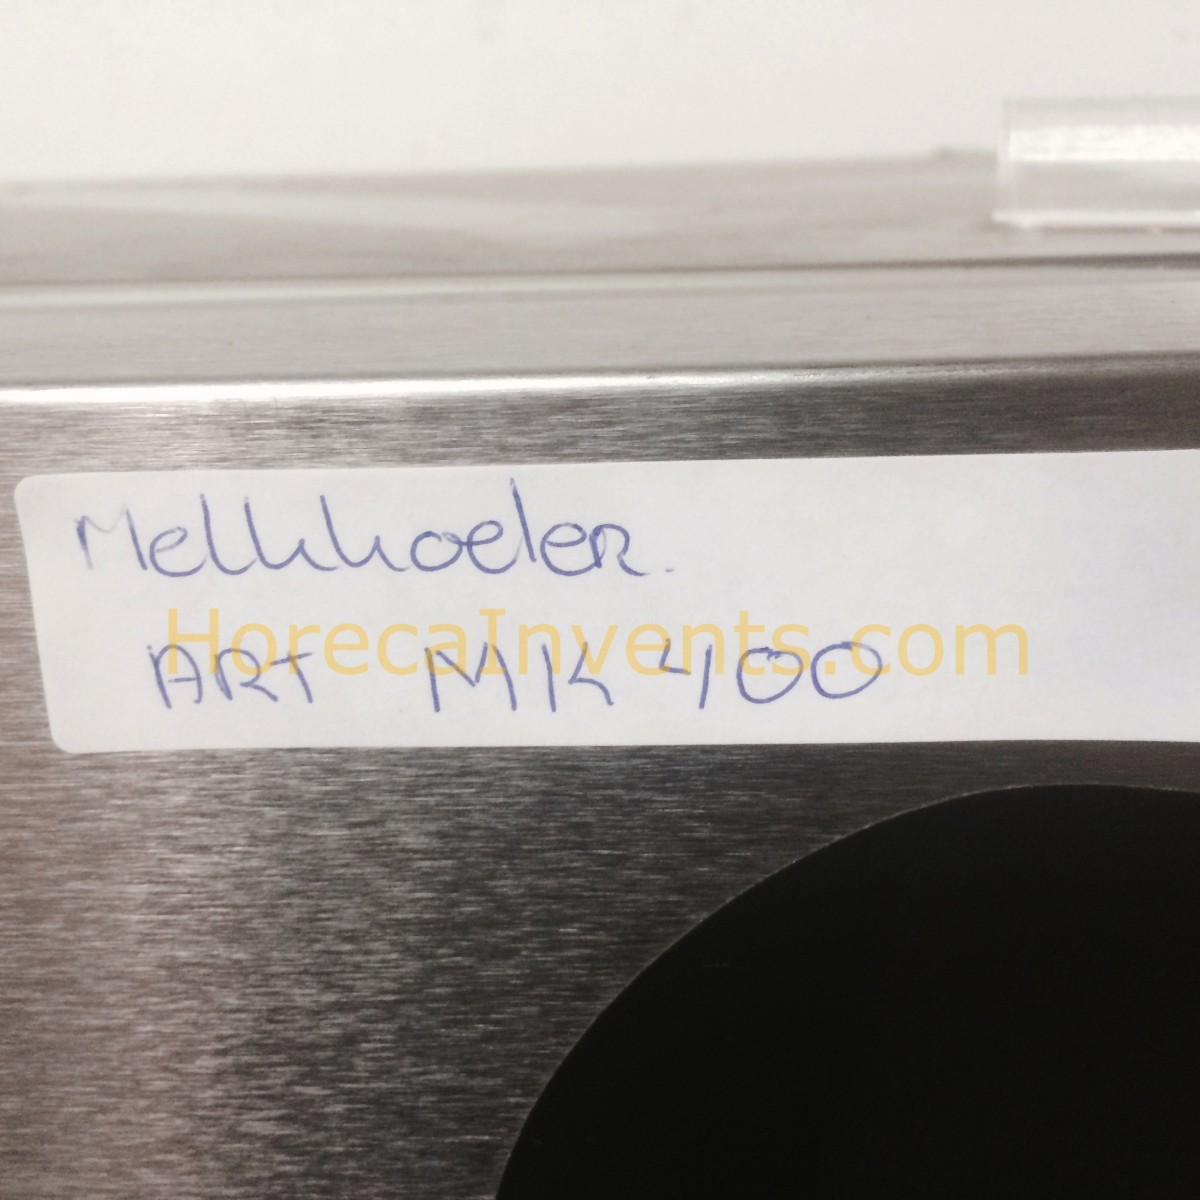 Melkkoeler.
HorecaInvents.com
ART MK 400